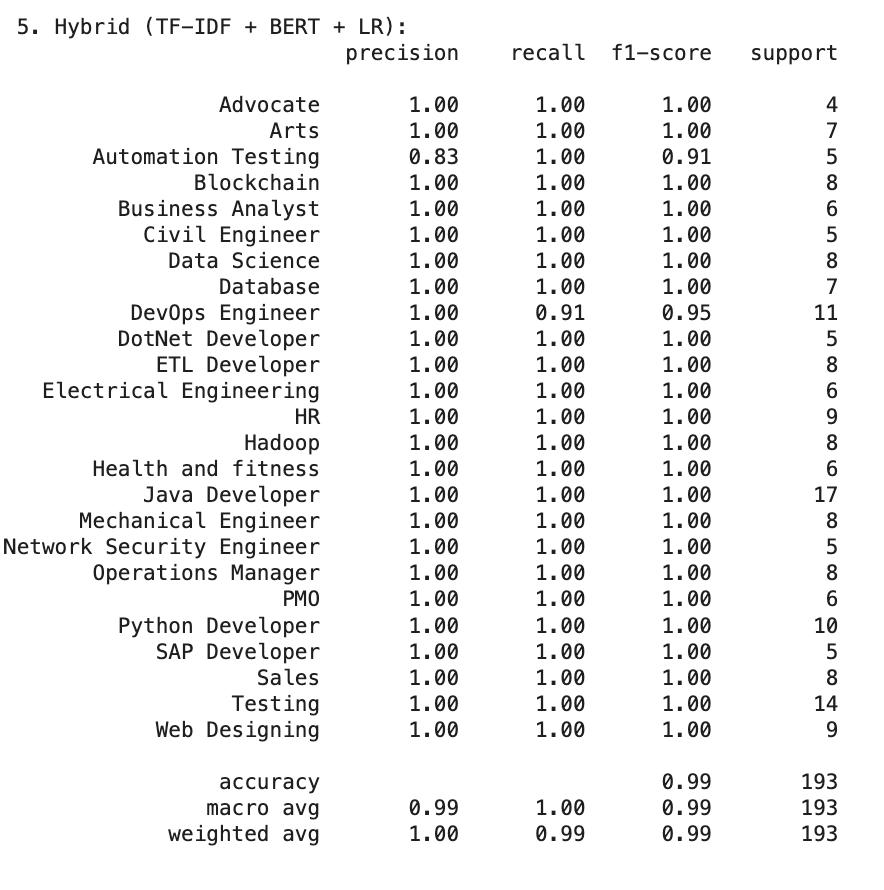 5. Hybrid (TF-IDF + BERT + LR):
precision recall f1-score support
Advocate 1.00 1.00 1.00 4
Arts 1.00 1.00 1.00 7
Automation Testing 0.83 1.00 0.91 5
Blockchain 1.00 1.00 1.00 8
Business Analyst 1.00 1.00 1.00 6
Civil Engineer 1.00 1.00 1.00 5
Data Science 1.00 1.00 1.00 8
Database 1.00 1.00 1.00 7
DevOps Engineer 1.00 0.91 0.95 11
DotNet Developer 1.00 1.00 1.00 5
ETL Developer 1.00 1.00 1.00 8
Electrical Engineering 1.00 1.00 1.00 6
HR 1.00 1.00 1.00 9
Hadoop 1.00 1.00 1.00 8
Health and fitness 1.00 1.00 1.00 6
Java Developer 1.00 1.00 1.00 17
Mechanical Engineer 1.00 1.00 1.00 8
Network Security Engineer 1.00 1.00 1.00 5
Operations Manager 1.00 1.00 1.00 8
PMO 1.00 1.00 1.00 6
Python Developer 1.00 1.00 1.00 10
SAP Developer 1.00 1.00 1.00 5
Sales 1.00 1.00 1.00 8
Testing 1.00 1.00 1.00 14
Web Designing 1.00 1.00 1.00 9
accuracy 0.99 193
macro avg 0.99 1.00 0.99 193
weighted avg 1.00 0.99 0.99 193